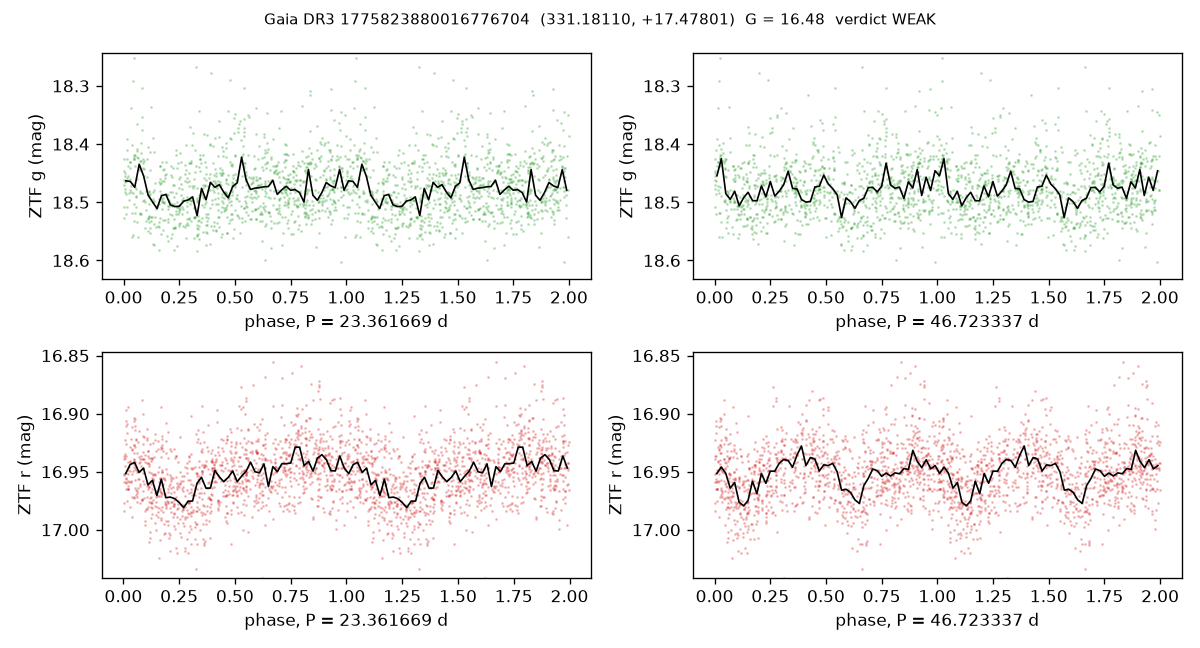 Gaia DR3 1775823880016776704  (331.18110, +17.47801)  G = 16.48  verdict WEAK
ZTF g (mag)
18.3
18.4
18.5
18.6
0.00 0.25 0.50 0.75 1.00 1.25 1.50 1.75 2.00
phase, P = 23.361669 d
ZTF g (mag)
18.3
18.4
18.5
18.6
0.00 0.25 0.50 0.75 1.00 1.25 1.50 1.75 2.00
phase, P = 46.723337 d
ZTF r (mag)
16.85
16.90
16.95
17.00
0.00 0.25 0.50 0.75 1.00 1.25 1.50 1.75 2.00
phase, P = 23.361669 d
ZTF r (mag)
16.85
16.90
16.95
17.00
0.00 0.25 0.50 0.75 1.00 1.25 1.50 1.75 2.00
phase, P = 46.723337 d